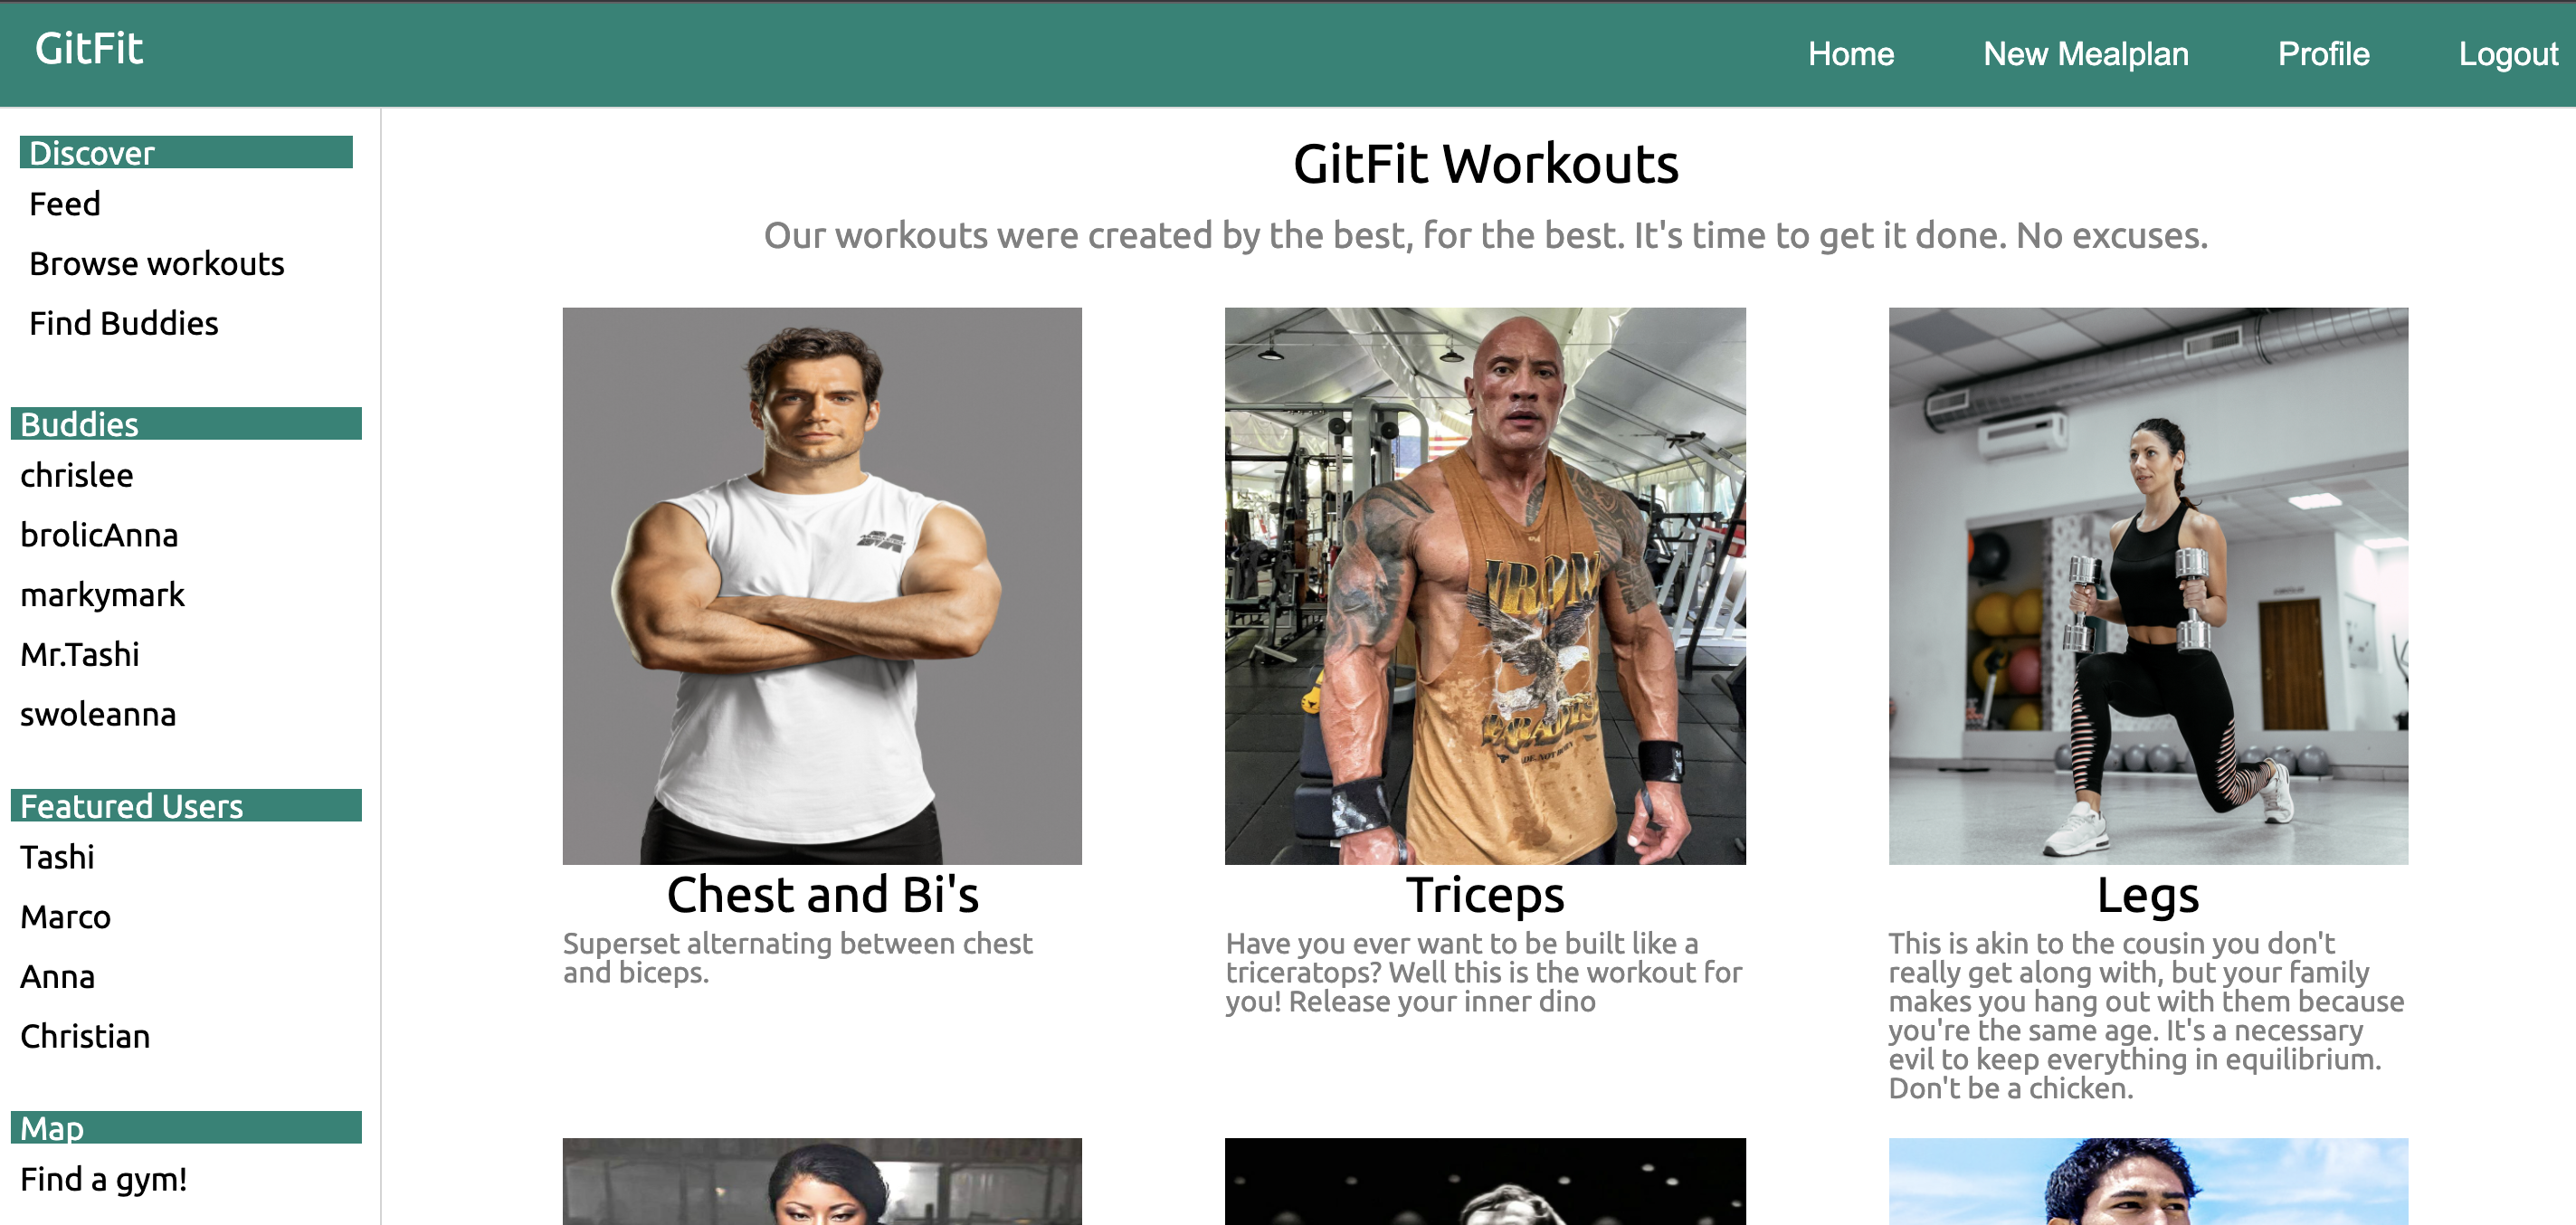 GitFit
Home
New Mealplan
Profile
Logout
Discover
Feed
Browse workouts
Find Buddies
Buddies
chrislee
brolicAnna
markymark
Mr.Tashi
swoleanna
Featured Users
Tashi
Marco
Anna
Christian
Map
Find a gym!
GitFit Workouts
Our workouts were created by the best, for the best. It's time to get it done. No excuses.
IRON
PARADISE
Chest and Bi's
Superset alternating between chest
and biceps.
Triceps
Have you ever want to be built like a
triceratops? Well this is the workout for
you! Release your inner dino
Legs
This is akin to the cousin you don't
really get along with, but your family
makes you hang out with them because
you're the same age. It's a necessary
evil to keep everything in equilibrium.
Don't be a chicken.